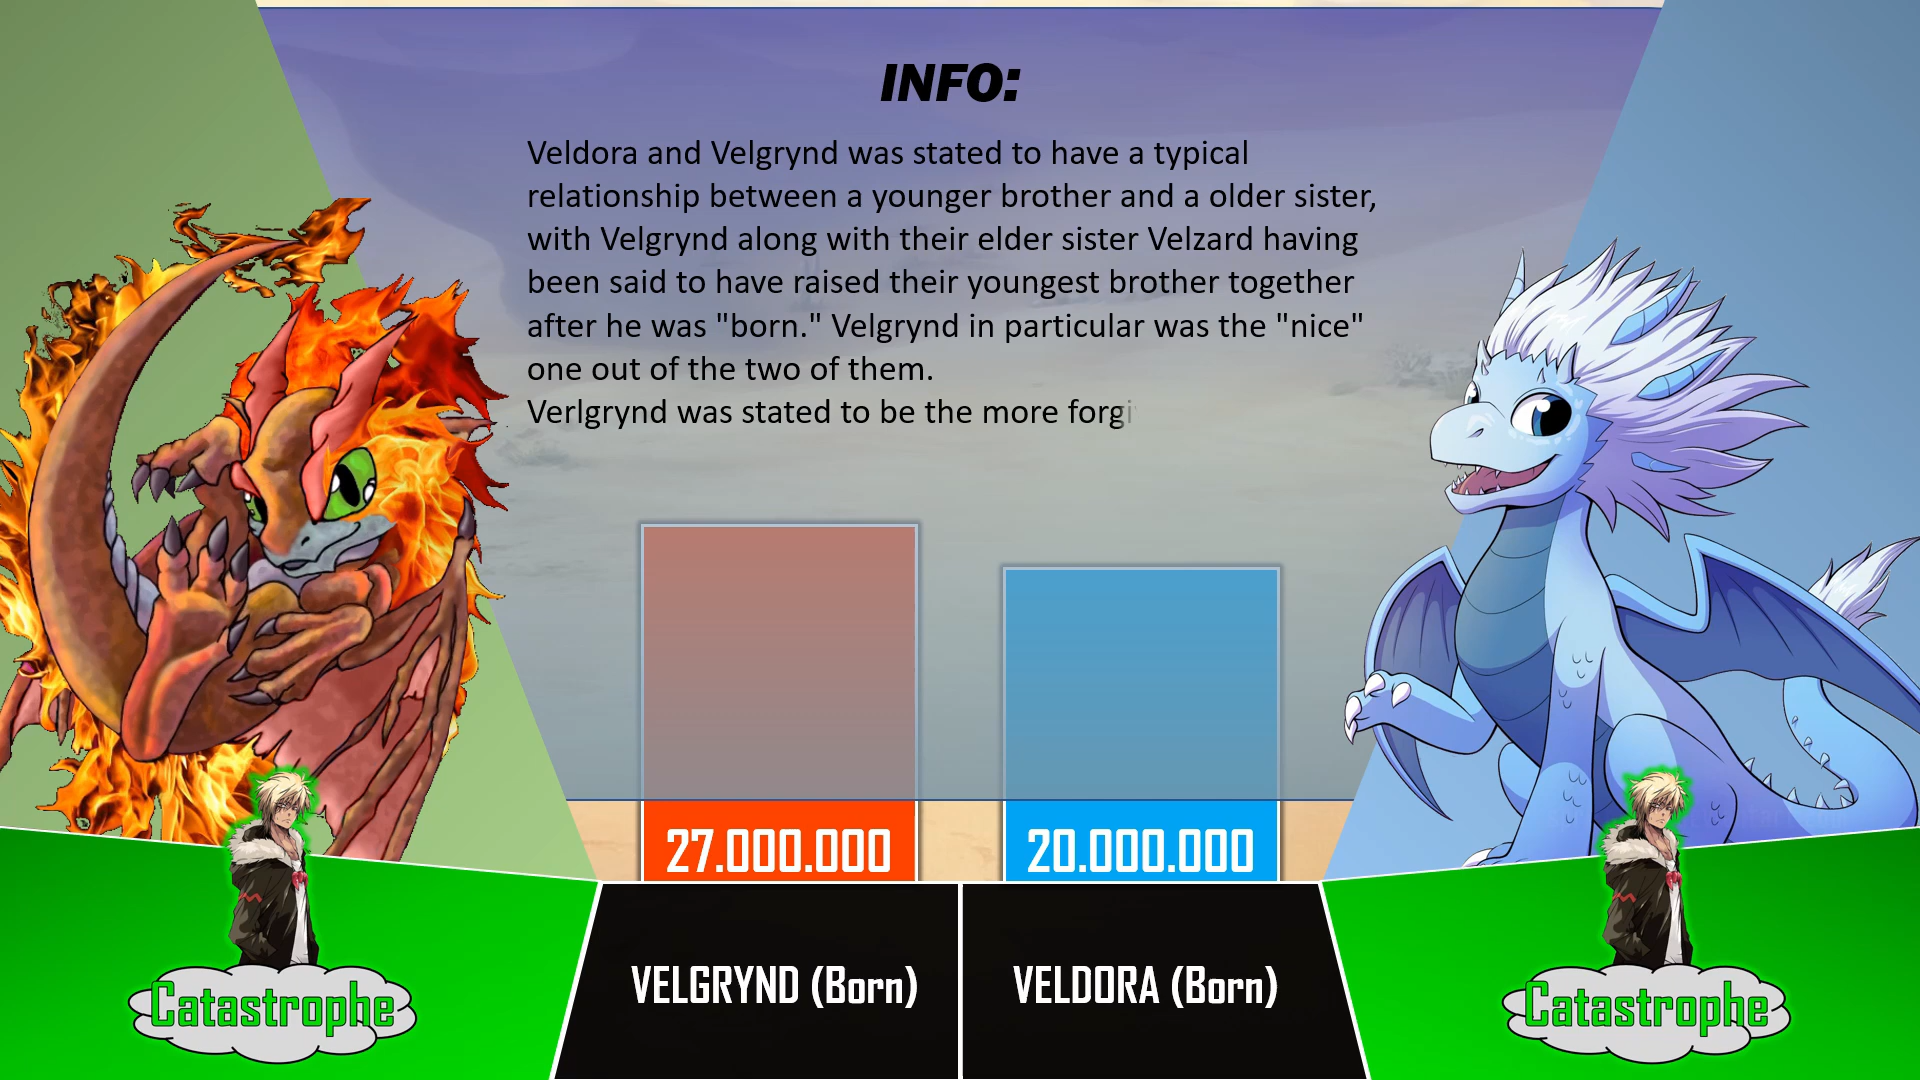 INFO:
Veldora and Velgrynd was stated to have a typical
relationship between a younger brother and a older sister,
with Velgrynd along with their elder sister Velzard having
been said to have raised their youngest brother together
after he was "born." Velgrynd in particular was the "nice"
one out of the two of them.
Verlgrynd was stated to be the more forgi
27.000.000
20.000.000
VELGRYND (Born)
VELDORA (Born)
Catastrophe
Catastrophe